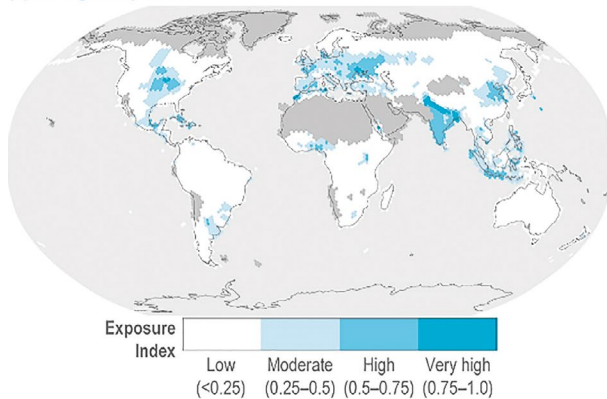 Exposure
Index
Low
(<0.25)
Moderate
(0.25–0.5)
High
(0.5–0.75)
Very high
(0.75–1.0)